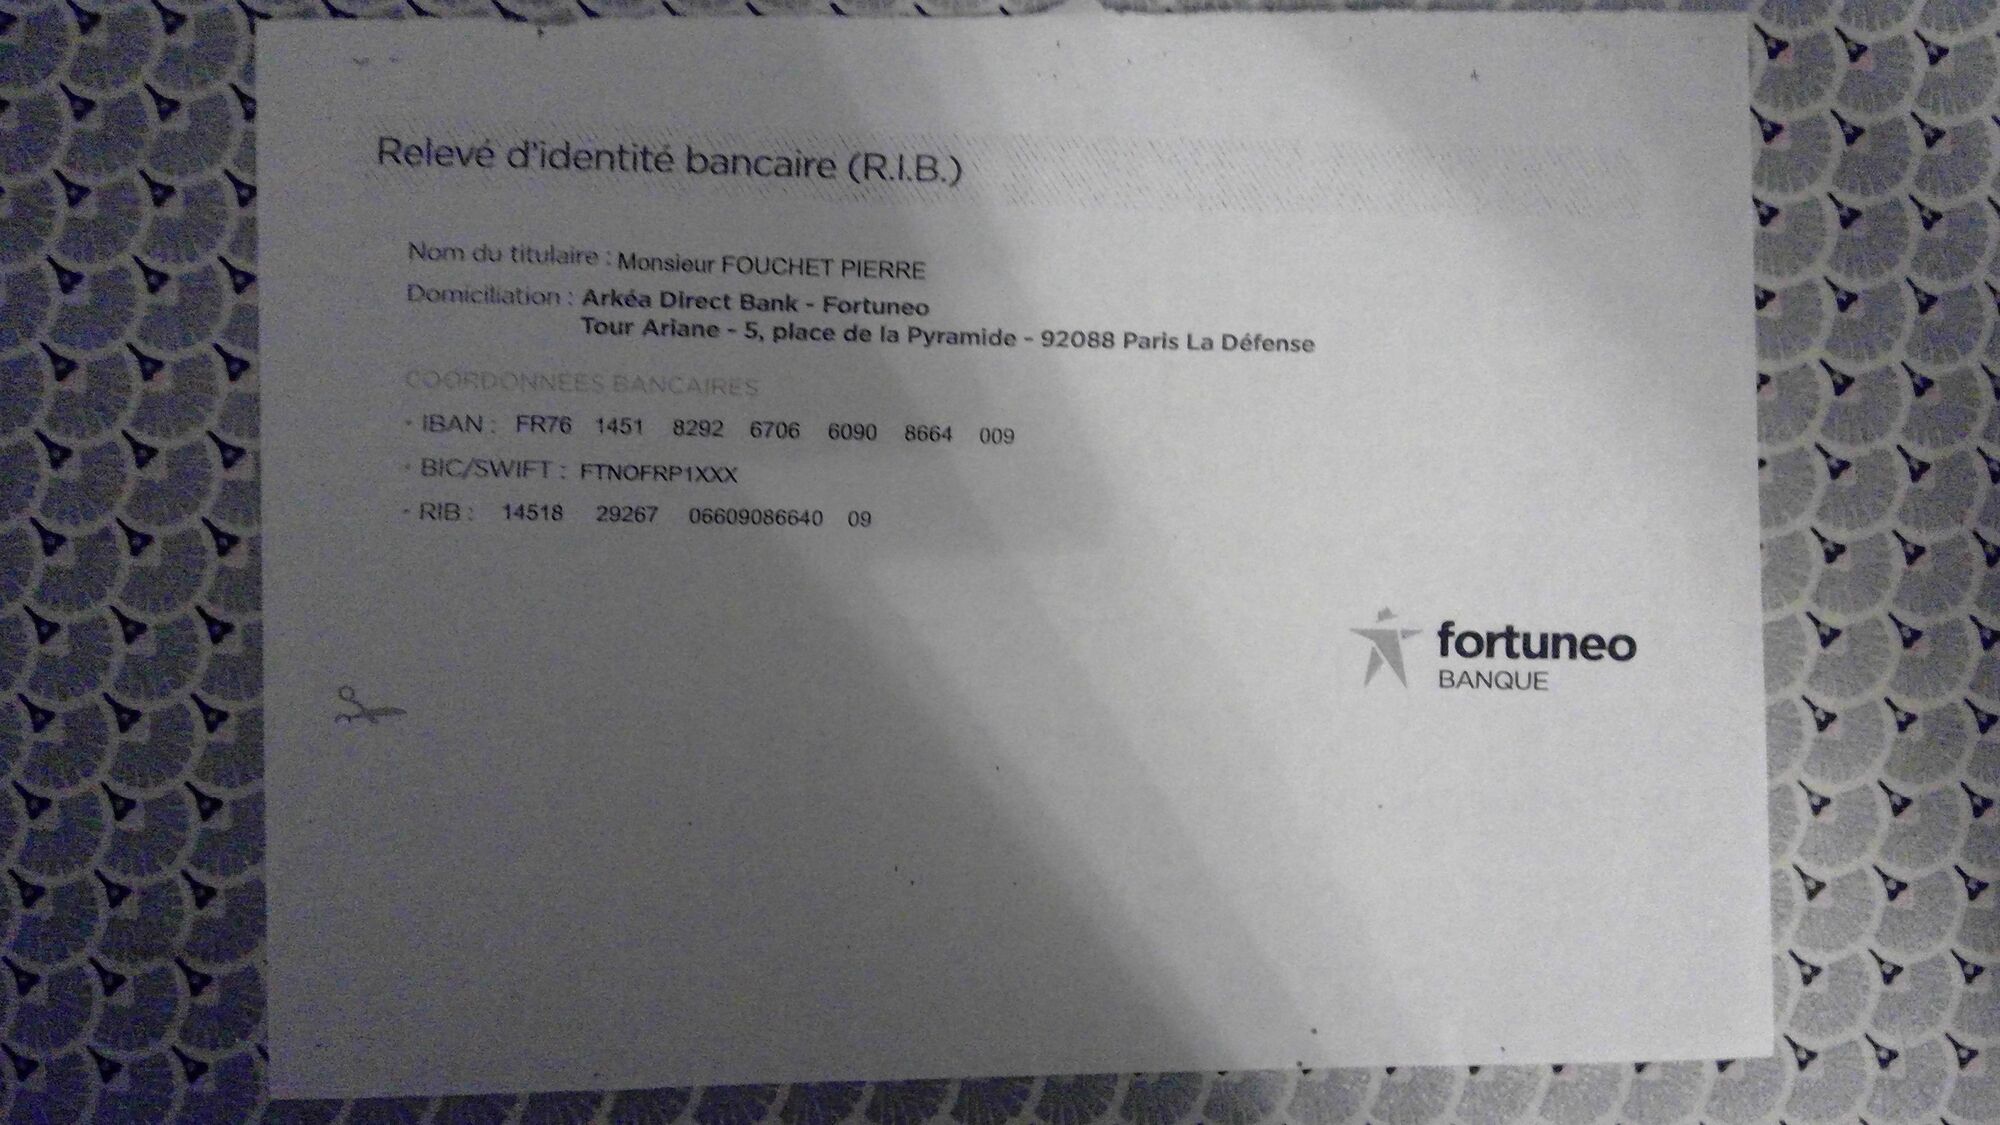 Relevé d'identité bancaire (R.I.B.)
Nom du titulaire : Monsieur FOUCHET PIERRE
Domiciliation : Arkéa Direct Bank - Fortuneo
Tour Ariane - 5, place de la Pyramide - 92088 Paris La Défense
COORDONNEES BANCAIRES
- IBAN : FR76 1451 8292 6706 6090 8664 009
- BIC/SWIFT : FTNOFRP1XXX
- RIB : 14518 29267 06609086640 09
fortuneo
BANQUE